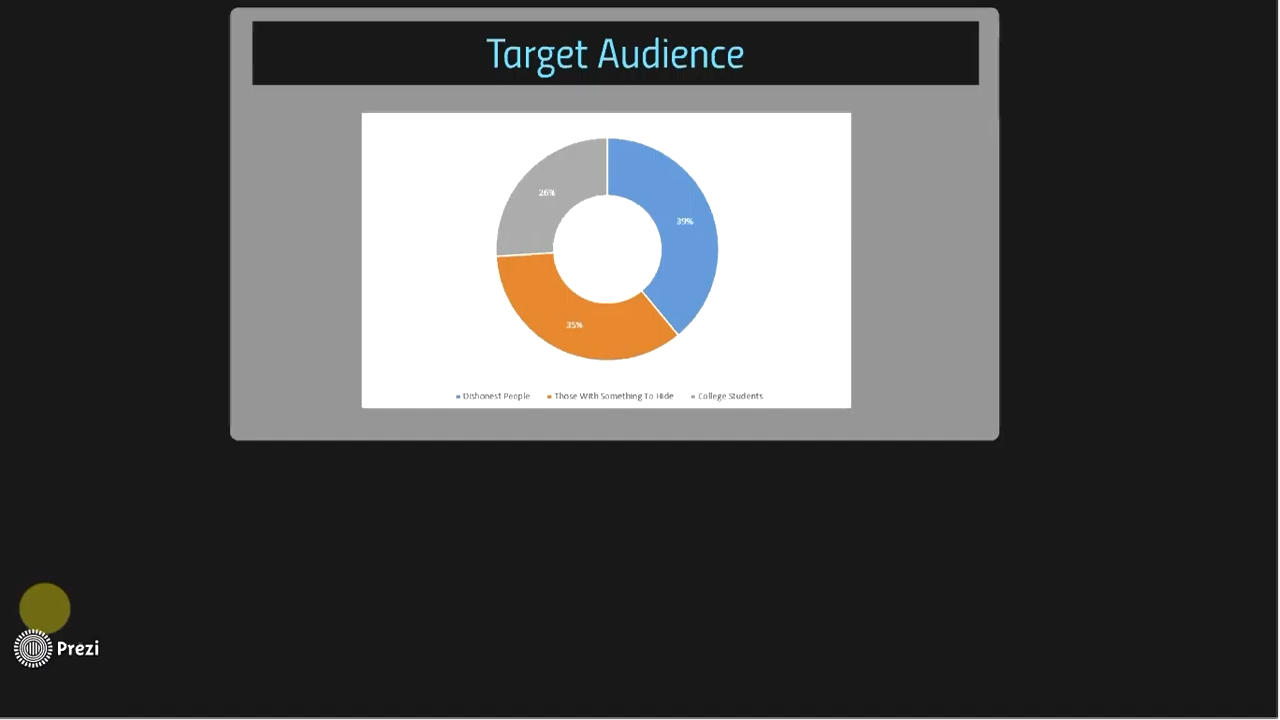 Target Audience
26%
39%
35%
Dishonest People Those With Something To Hide College Students
Prezi